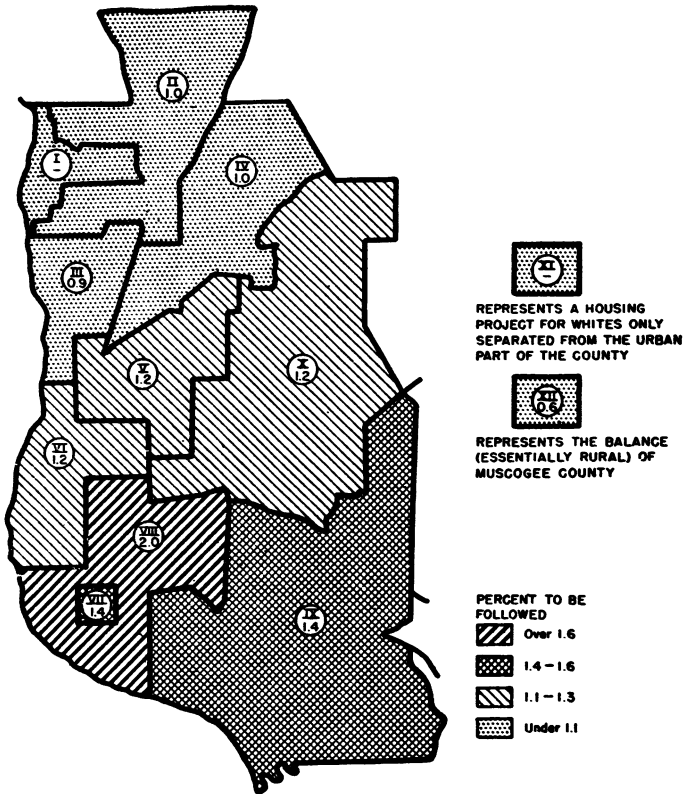 II
1.0
I
–
IV
1.0
III
0.9
V
1.2
X
1.2
VI
1.2
VIII
2.0
VII
1.4
IX
1.4
XI
–
REPRESENTS A HOUSING
PROJECT FOR WHITES ONLY
SEPARATED FROM THE URBAN
PART OF THE COUNTY
XII
0.6
REPRESENTS THE BALANCE
(ESSENTIALLY RURAL) OF
MUSCOGEE COUNTY
PERCENT TO BE
FOLLOWED
Over 1.6
1.4–1.6
1.1–1.3
Under 1.1